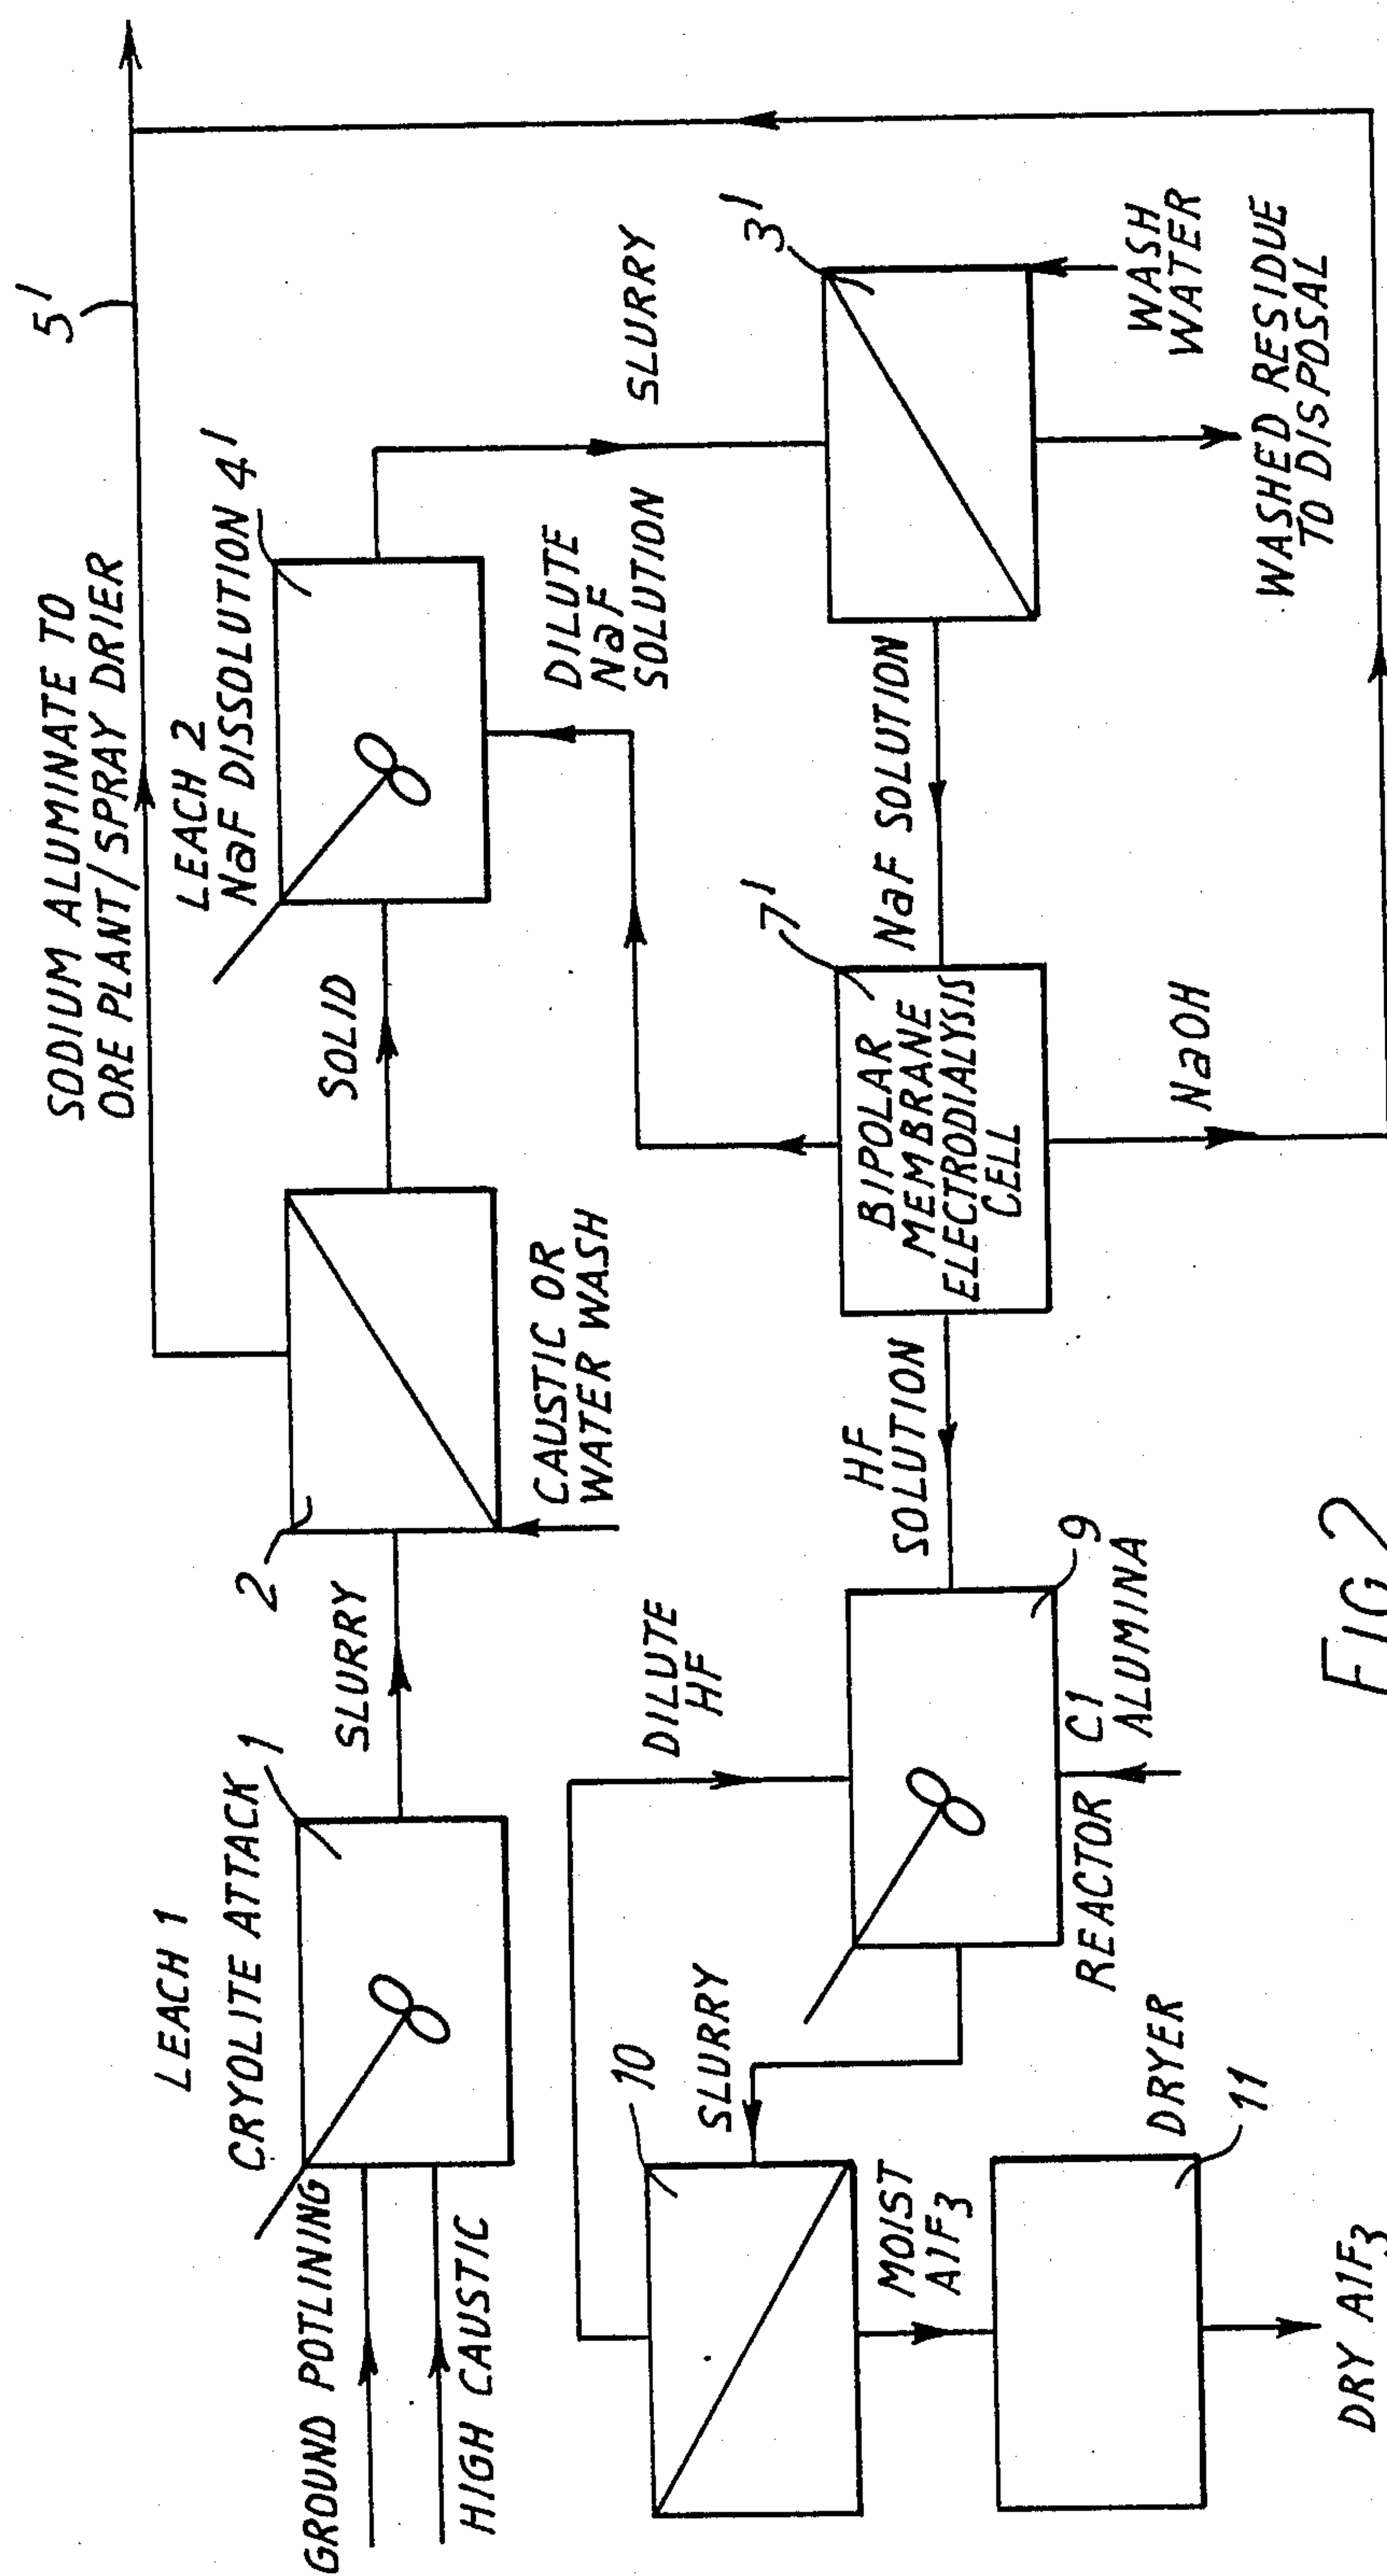 SODIUM ALUMINATE TO
ORE PLANT/SPRAY DRIER
5'
LEACH 1
CRYOLITE ATTACK 1
GROUND POTLINING
HIGH CAUSTIC
SLURRY
2
CAUSTIC OR
WATER WASH
SOLID
LEACH 2
NaF DISSOLUTION 4'
DILUTE
NaF
SOLUTION
SLURRY
3'
WASH
WATER
WASHED RESIDUE
TO DISPOSAL
NaF SOLUTION
7'
BIPOLAR
MEMBRANE
ELECTRODIALYSIS
CELL
NaOH
HF
SOLUTION
DILUTE
HF
9
REACTOR
C1
ALUMINA
SLURRY
10
MOIST
AlF3
DRYER
11
DRY AlF3
FIG 2